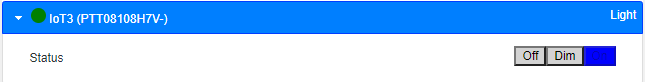 IoT3 (PTT08108H7V-) Light
Status Off Dim